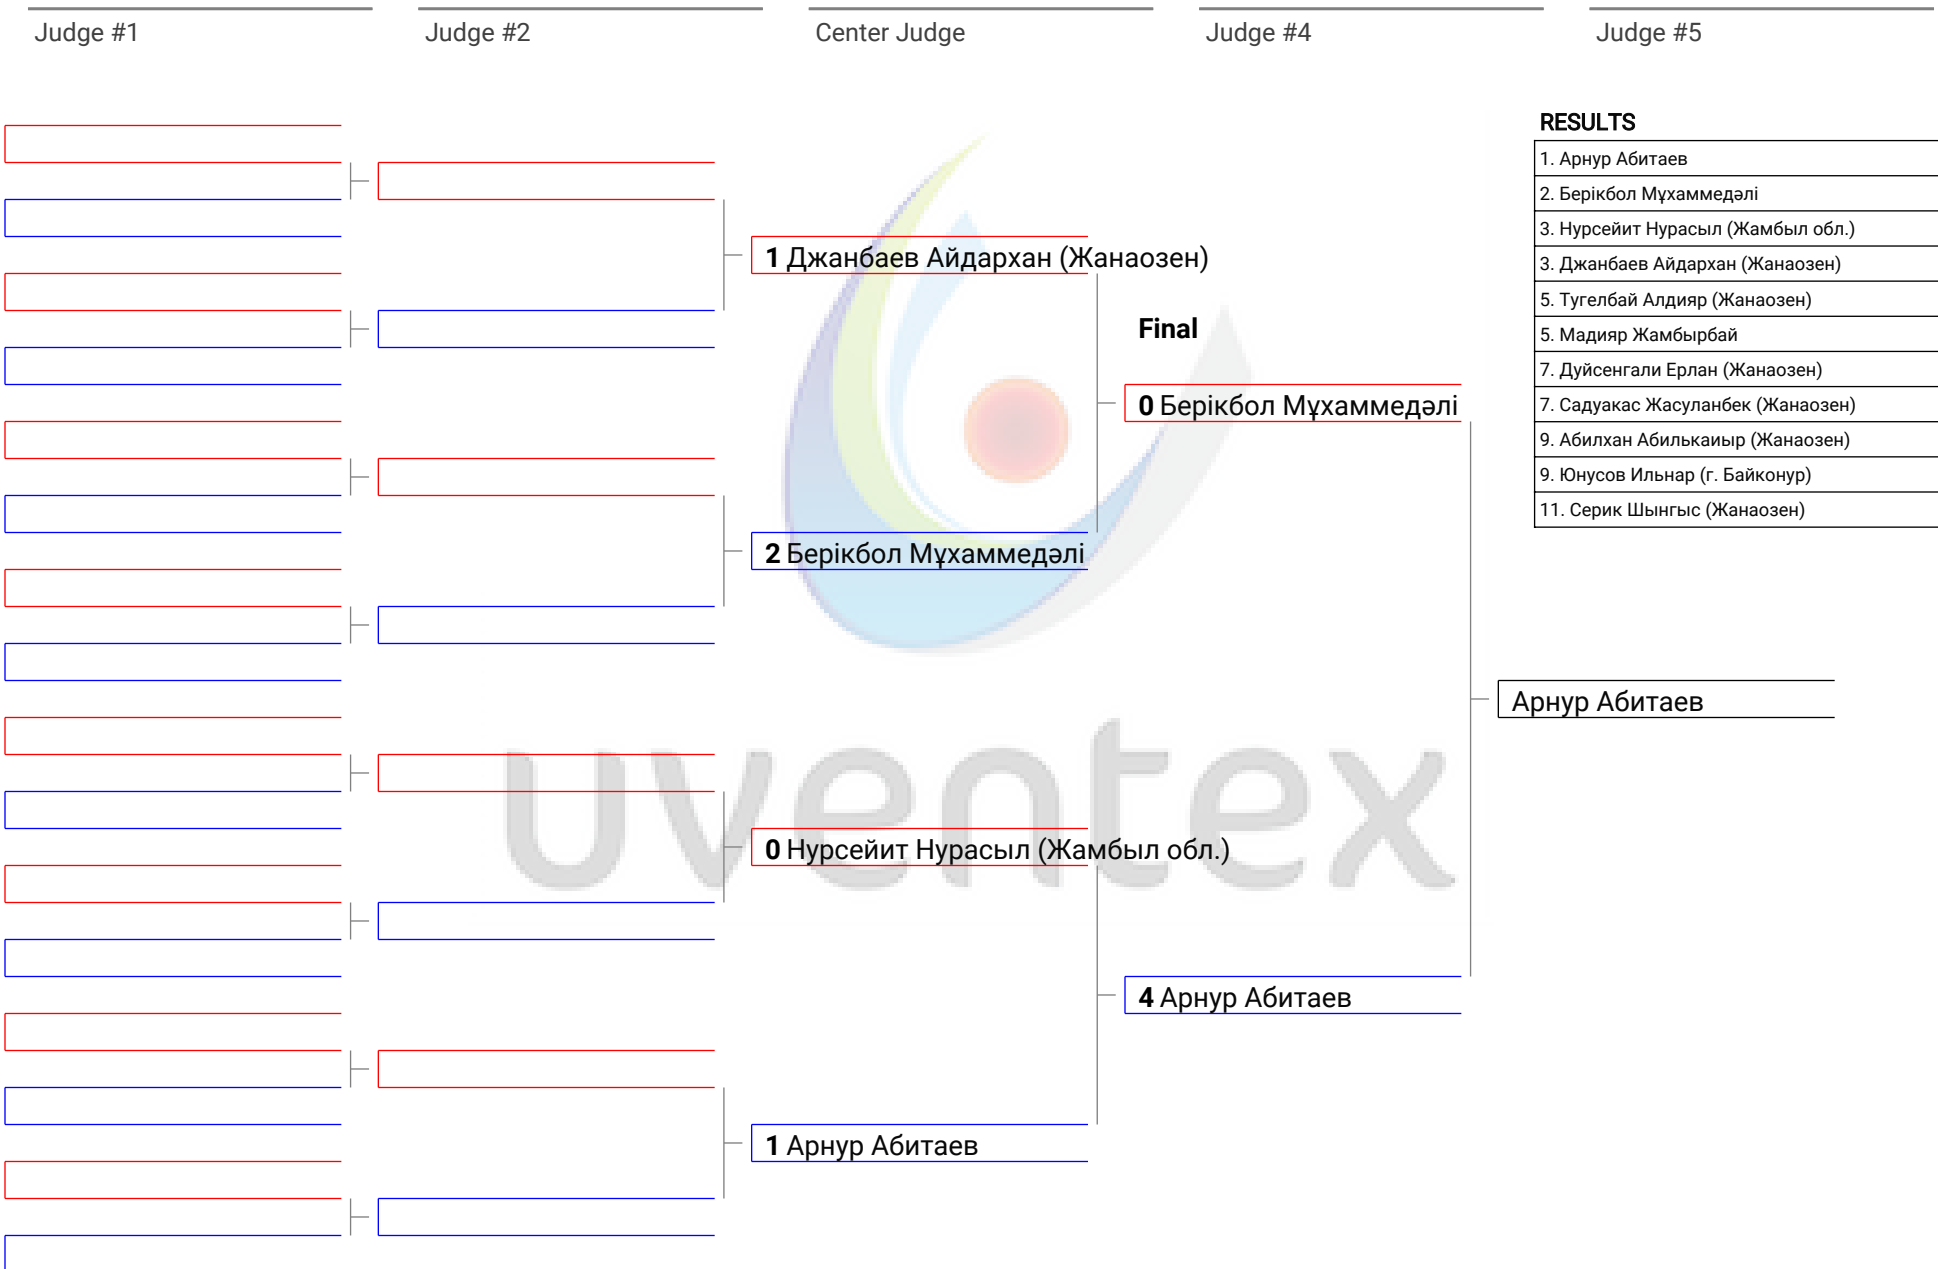 Judge #1
Judge #2
Center Judge
Judge #4
Judge #5
RESULTS
1. Арнур Абитаев
2. Берікбол Мұхаммедәлі
3. Нурсейит Нурасыл (Жамбыл обл.)
3. Джанбаев Айдархан (Жанаозен)
5. Тугелбай Алдияр (Жанаозен)
5. Мадияр Жамбырбай
7. Дуйсенгали Ерлан (Жанаозен)
7. Садуакас Жасуланбек (Жанаозен)
9. Абилхан Абилькаиыр (Жанаозен)
9. Юнусов Ильнар (г. Байконур)
11. Серик Шынгыс (Жанаозен)
1 Джанбаев Айдархан (Жанаозен)
Final
0 Берікбол Мұхаммедәлі
2 Берікбол Мұхаммедәлі
Арнур Абитаев
uventex
0 Нурсейит Нурасыл (Жамбыл обл.)
4 Арнур Абитаев
1 Арнур Абитаев